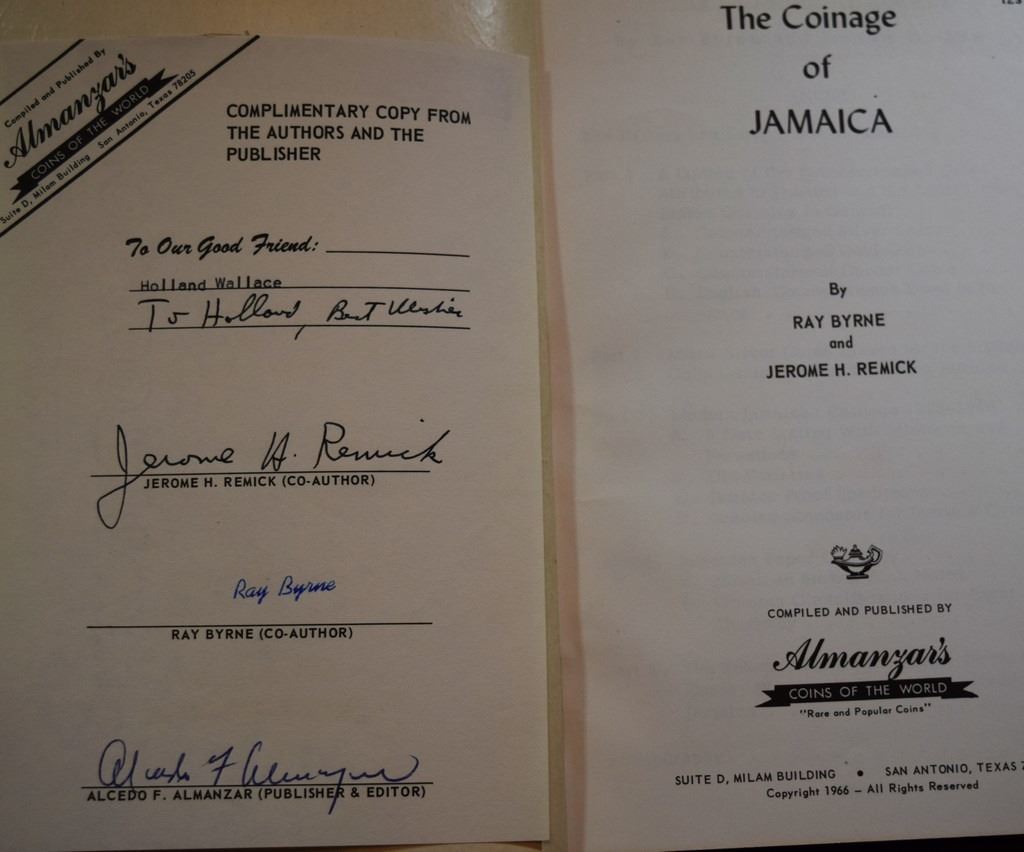 Compiled and Published By
Almanzar's
COINS OF THE WORLD
Suite D, Milam Building San Antonio, Texas 78205
COMPLIMENTARY COPY FROM
THE AUTHORS AND THE
PUBLISHER
To Our Good Friend:
Holland Wallace
To Holland, Best Wishes
Jerome H. Remick
JEROME H. REMICK (CO-AUTHOR)
Ray Byrne
RAY BYRNE (CO-AUTHOR)
Alcedo F Almanzar
ALCEDO F. ALMANZAR (PUBLISHER & EDITOR)
The Coinage
of
JAMAICA
By
RAY BYRNE
and
JEROME H. REMICK
COMPILED AND PUBLISHED BY
Almanzar's
COINS OF THE WORLD
"Rare and Popular Coins"
SUITE D, MILAM BUILDING • SAN ANTONIO, TEXAS 7
Copyright 1966 — All Rights Reserved